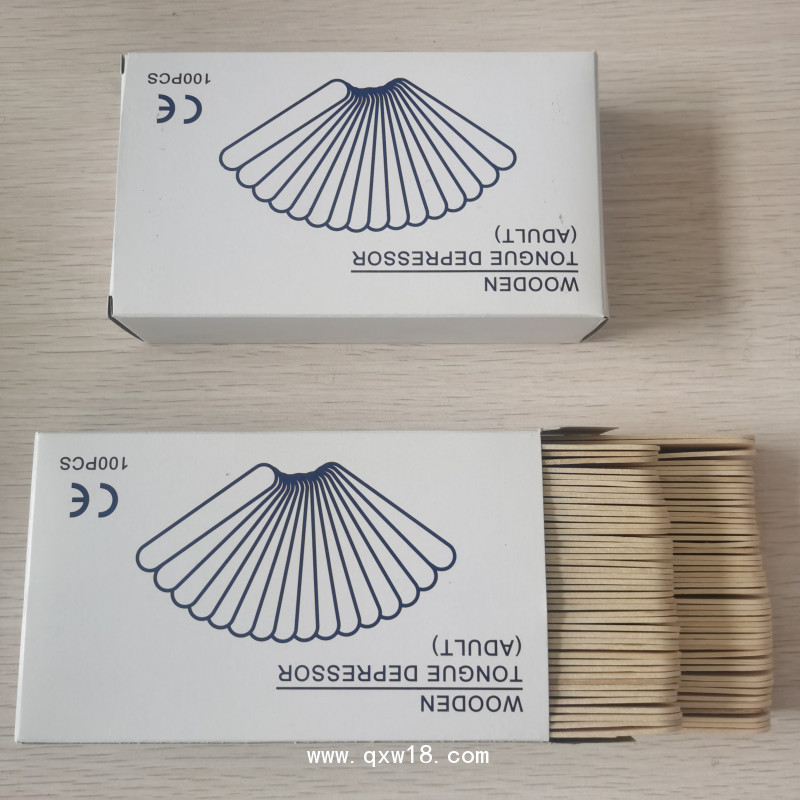 WOODEN
TONGUE DEPRESSOR
(ADULT)
CE
100PCS
WOODEN
TONGUE DEPRESSOR
(ADULT)
CE
100PCS
www.qxw18.com